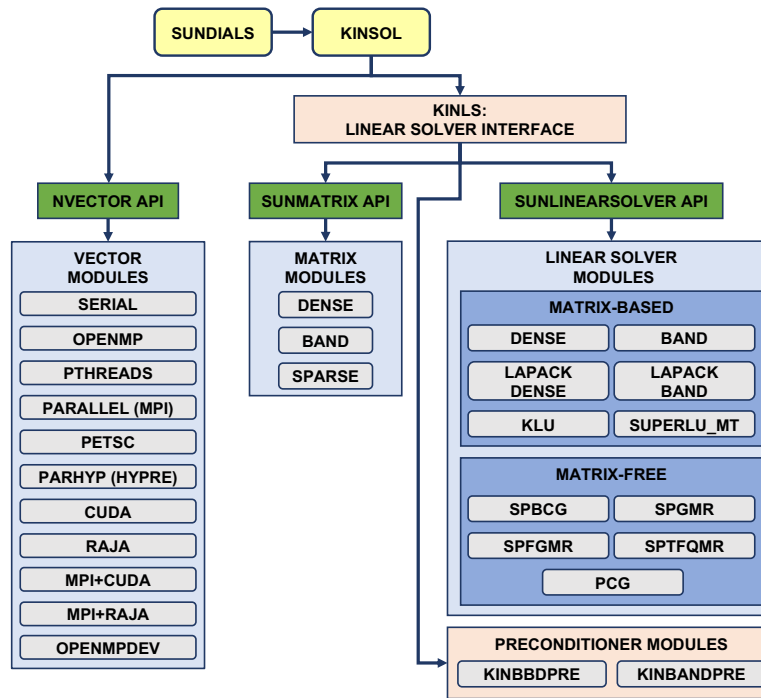 SUNDIALS
KINSOL
KINLS:
LINEAR SOLVER INTERFACE
NVECTOR API
SUNMATRIX API
SUNLINEARSOLVER API
VECTOR
MODULES
SERIAL
OPENMP
PTHREADS
PARALLEL (MPI)
PETSC
PARHYP (HYPRE)
CUDA
RAJA
MPI+CUDA
MPI+RAJA
OPENMPDEV
MATRIX
MODULES
DENSE
BAND
SPARSE
LINEAR SOLVER
MODULES
MATRIX-BASED
DENSE
BAND
LAPACK
DENSE
LAPACK
BAND
KLU
SUPERLU_MT
MATRIX-FREE
SPBCG
SPGMR
SPFGMR
SPTFQMR
PCG
PRECONDITIONER MODULES
KINBBDPRE
KINBANDPRE